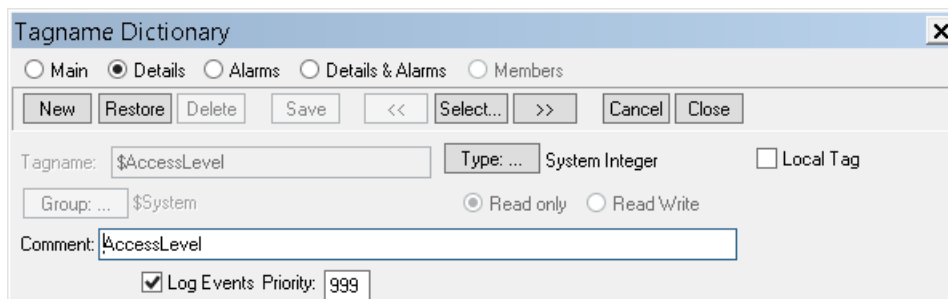 Tagname Dictionary
Main Details Alarms Details & Alarms Members
New Restore Delete Save << Select... >> Cancel Close
Tagname: $AccessLevel Type: ... System Integer Local Tag
Group: ... $System Read only Read Write
Comment: AccessLevel
Log Events Priority: 999